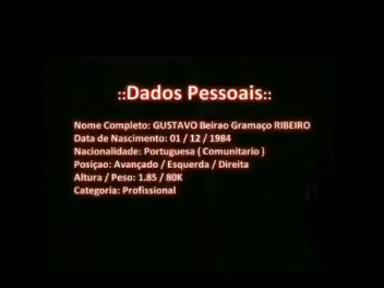 ::Dados Pessoais::
Nome Completo: GUSTAVO Beirao Gramaço RIBEIRO
Data de Nascimento: 01 / 12 / 1984
Nacionalidade: Portuguesa ( Comunitario )
Posiçao: Avançado / Esquerda / Direita
Altura / Peso: 1.85 / 80K
Categoria: Profissional